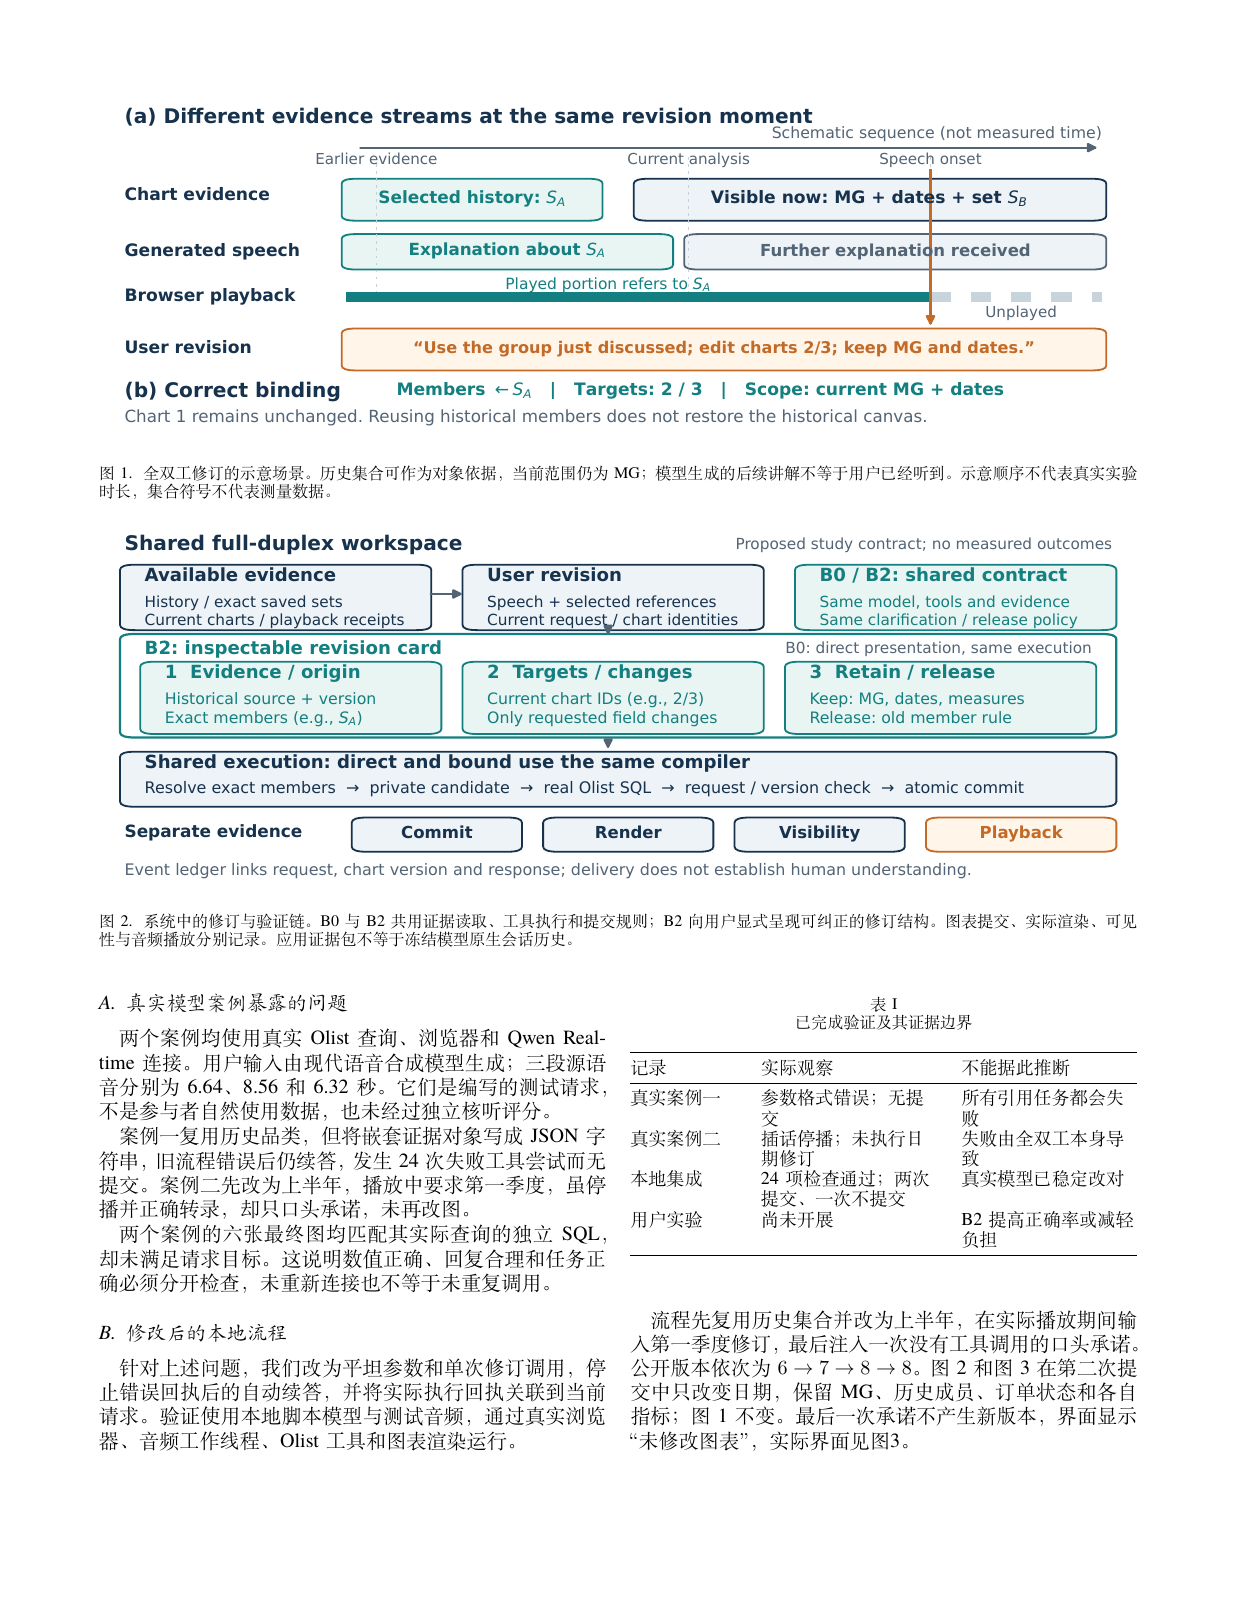 (a) Different evidence streams at the same revision moment
Schematic sequence (not measured time)
Earlier evidence Current analysis Speech onset
Chart evidence Selected history: S_A Visible now: MG + dates + set S_B
Generated speech Explanation about S_A Further explanation received
Played portion refers to S_A
Browser playback
Unplayed
User revision “Use the group just discussed; edit charts 2/3; keep MG and dates.”
(b) Correct binding Members ← S_A | Targets: 2 / 3 | Scope: current MG + dates
Chart 1 remains unchanged. Reusing historical members does not restore the historical canvas.
图 1. 全双工修订的示意场景。历史集合可作为对象依据，当前范围仍为 MG；模型生成的后续讲解不等于用户已经听到。示意顺序不代表真实实验
时长，集合符号不代表测量数据。
Shared full-duplex workspace Proposed study contract; no measured outcomes
Available evidence
History / exact saved sets
Current charts / playback receipts
User revision
Speech + selected references
Current request / chart identities
B0 / B2: shared contract
Same model, tools and evidence
Same clarification / release policy
B2: inspectable revision card B0: direct presentation, same execution
1 Evidence / origin
Historical source + version
Exact members (e.g., S_A)
2 Targets / changes
Current chart IDs (e.g., 2/3)
Only requested field changes
3 Retain / release
Keep: MG, dates, measures
Release: old member rule
Shared execution: direct and bound use the same compiler
Resolve exact members → private candidate → real Olist SQL → request / version check → atomic commit
Separate evidence Commit Render Visibility Playback
Event ledger links request, chart version and response; delivery does not establish human understanding.
图 2. 系统中的修订与验证链。B0 与 B2 共用证据读取、工具执行和提交规则；B2 向用户显式呈现可纠正的修订结构。图表提交、实际渲染、可见
性与音频播放分别记录。应用证据包不等于冻结模型原生会话历史。
A. 真实模型案例暴露的问题
两个案例均使用真实 Olist 查询、浏览器和 Qwen Real-
time 连接。用户输入由现代语音合成模型生成；三段源语
音分别为 6.64、8.56 和 6.32 秒。它们是编写的测试请求，
不是参与者自然使用数据，也未经过独立核听评分。
案例一复用历史品类，但将嵌套证据对象写成 JSON 字
符串，旧流程错误后仍续答，发生 24 次失败工具尝试而无
提交。案例二先改为上半年，播放中要求第一季度，虽停
播并正确转录，却只口头承诺，未再改图。
两个案例的六张最终图均匹配其实际查询的独立 SQL，
却未满足请求目标。这说明数值正确、回复合理和任务正
确必须分开检查，未重新连接也不等于未重复调用。
B. 修改后的本地流程
针对上述问题，我们改为平坦参数和单次修订调用，停
止错误回执后的自动续答，并将实际执行回执关联到当前
请求。验证使用本地脚本模型与测试音频，通过真实浏览
器、音频工作线程、Olist 工具和图表渲染运行。
表 I
已完成验证及其证据边界
记录 实际观察 不能据此推断
真实案例一 参数格式错误；无提 所有引用任务都会失
交 败
真实案例二 插话停播；未执行日 失败由全双工本身导
期修订 致
本地集成 24 项检查通过；两次 真实模型已稳定改对
提交、一次不提交
用户实验 尚未开展 B2 提高正确率或减轻
负担
流程先复用历史集合并改为上半年，在实际播放期间输
入第一季度修订，最后注入一次没有工具调用的口头承诺。
公开版本依次为 6 → 7 → 8 → 8。图 2 和图 3 在第二次提
交中只改变日期，保留 MG、历史成员、订单状态和各自
指标；图 1 不变。最后一次承诺不产生新版本，界面显示
“未修改图表”，实际界面见图3。